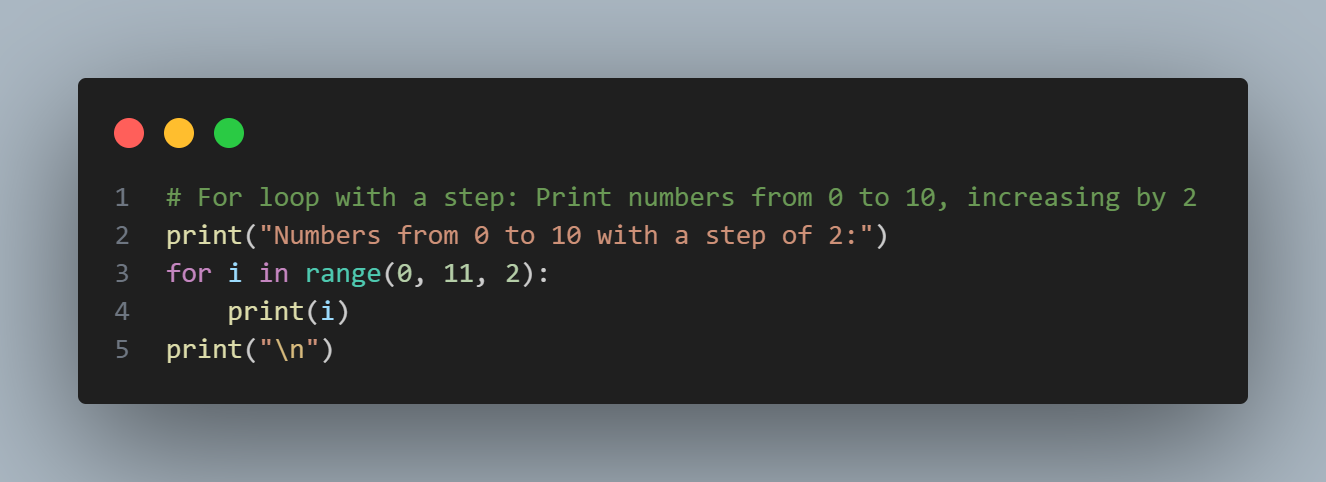 1 # For loop with a step: Print numbers from 0 to 10, increasing by 2
2 print("Numbers from 0 to 10 with a step of 2:")
3 for i in range(0, 11, 2):
4     print(i)
5 print("\n")